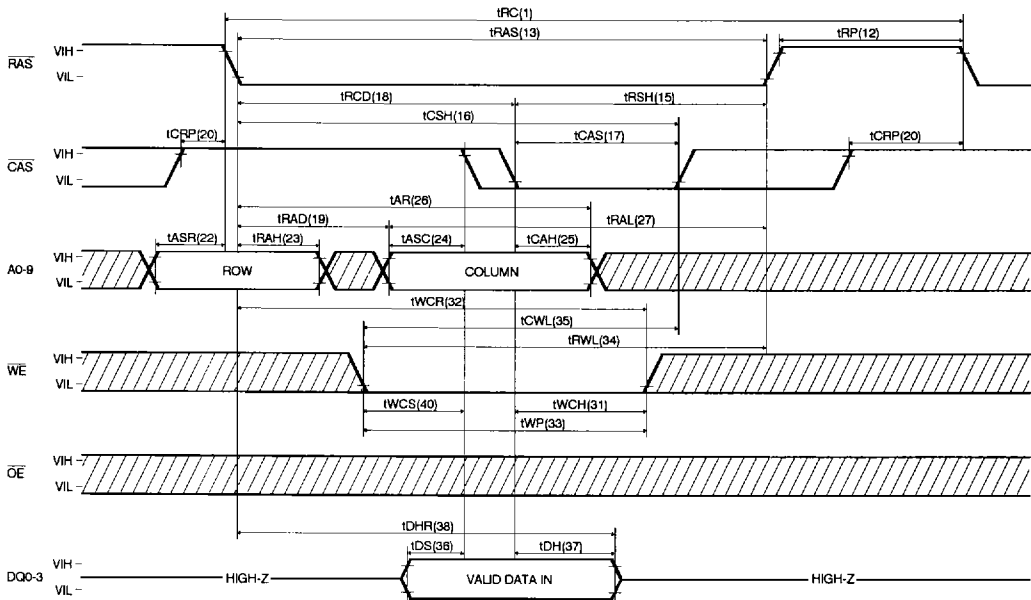 tRC(1)
tRAS(13)
tRP(12)
RAS
VIH
VIL
tRCD(18)
tRSH(15)
tCSH(16)
tCRP(20)
tCAS(17)
tCRP(20)
CAS
VIH
VIL
tAR(26)
tRAD(19)
tRAL(27)
tASR(22)
tRAH(23)
tASC(24)
tCAH(25)
A0-9
VIH
VIL
ROW
COLUMN
tWCR(32)
tCWL(35)
tRWL(34)
WE
VIH
VIL
tWCS(40)
tWCH(31)
tWP(33)
OE
VIH
VIL
tDHR(38)
tDS(36)
tDH(37)
DQ0-3
VIH
VIL
HIGH-Z
VALID DATA IN
HIGH-Z